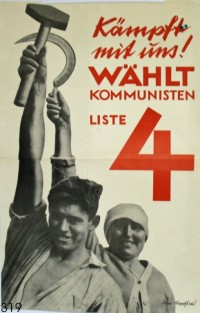 Kämpft
mit uns!
WÄHLT
KOMMUNISTEN
LISTE
4
319